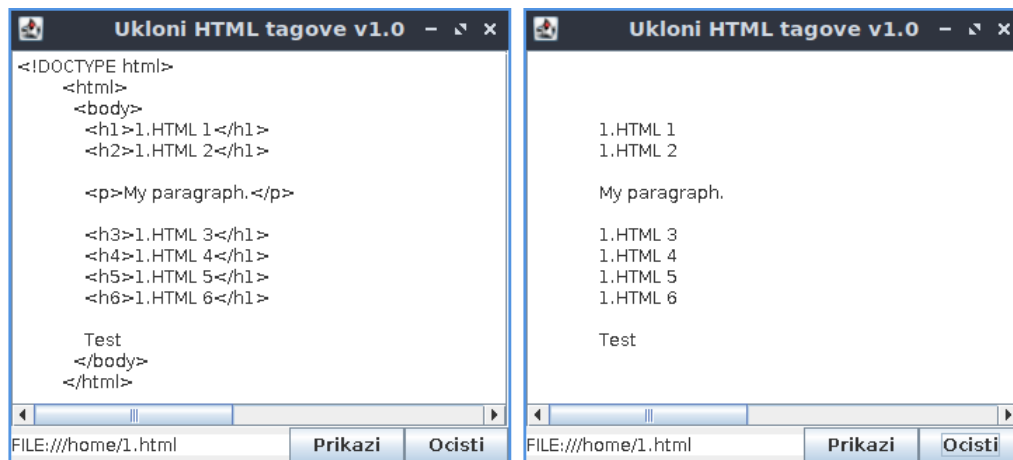 Ukloni HTML tagove v1.0
<!DOCTYPE html>
<html>
<body>
<h1>1.HTML 1</h1>
<h2>1.HTML 2</h1>
<p>My paragraph.</p>
<h3>1.HTML 3</h1>
<h4>1.HTML 4</h1>
<h5>1.HTML 5</h1>
<h6>1.HTML 6</h1>
Test
</body>
</html>
FILE:///home/1.html Prikazi Ocisti
Ukloni HTML tagove v1.0
1.HTML 1
1.HTML 2
My paragraph.
1.HTML 3
1.HTML 4
1.HTML 5
1.HTML 6
Test
FILE:///home/1.html Prikazi Ocisti